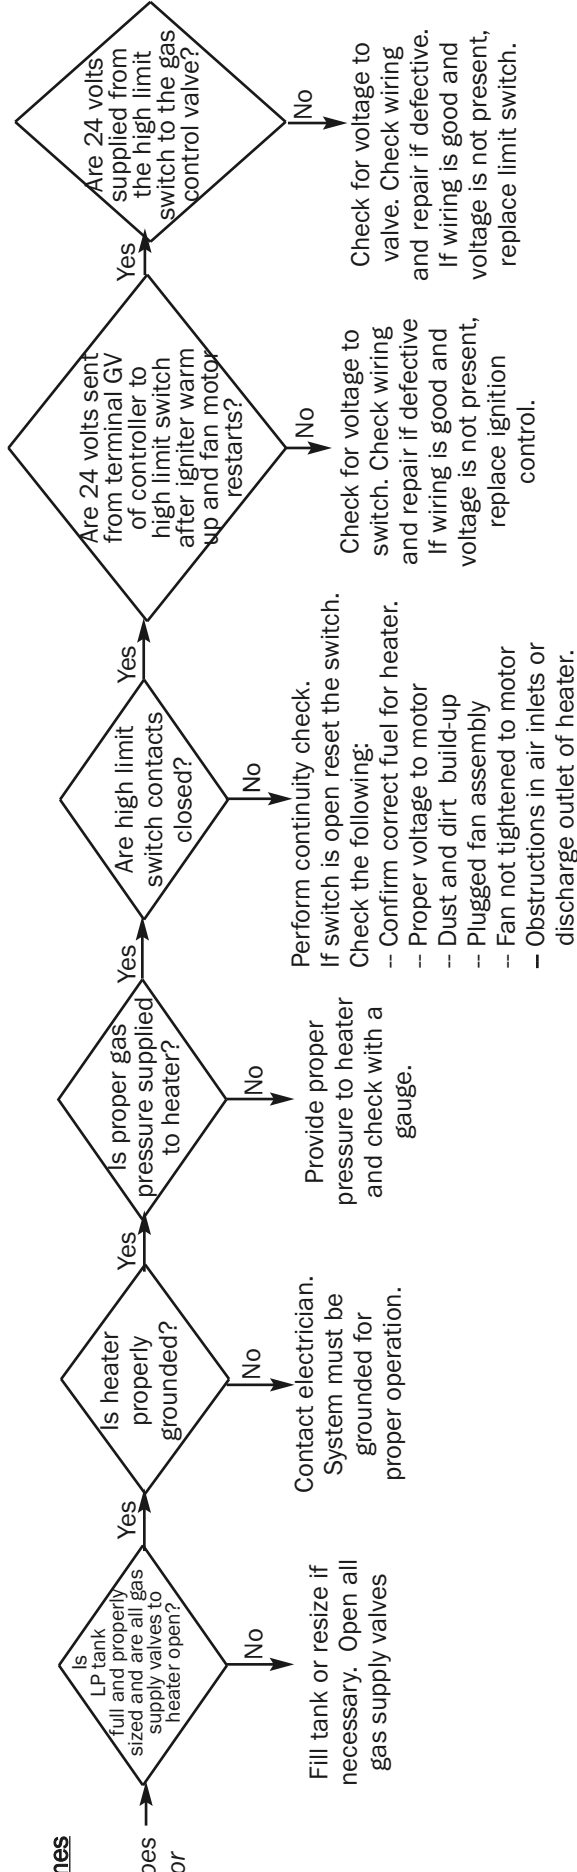 nes
oes
or
Is
LP tank
full and properly
sized and are all gas
supply valves to
heater open?
No
Fill tank or resize if
necessary. Open all
gas supply valves
Yes
Is heater
properly
grounded?
No
Contact electrician.
System must be
grounded for
proper operation.
Yes
Is proper gas
pressure supplied
to heater?
No
Provide proper
pressure to heater
and check with a
gauge.
Yes
Are high limit
switch contacts
closed?
No
Perform continuity check.
If switch is open reset the switch.
Check the following:
-- Confirm correct fuel for heater.
-- Proper voltage to motor
-- Dust and dirt build-up
-- Plugged fan assembly
-- Fan not tightened to motor
– Obstructions in air inlets or
discharge outlet of heater.
Yes
Are 24 volts sent
from terminal GV
of controller to
high limit switch
after igniter warm
up and fan motor
restarts?
No
Check for voltage to
switch. Check wiring
and repair if defective
If wiring is good and
voltage is not present,
replace ignition
control.
Yes
Are 24 volts
supplied from
the high limit
switch to the gas
control valve?
No
Check for voltage to
valve. Check wiring
and repair if defective.
If wiring is good and
voltage is not present,
replace limit switch.